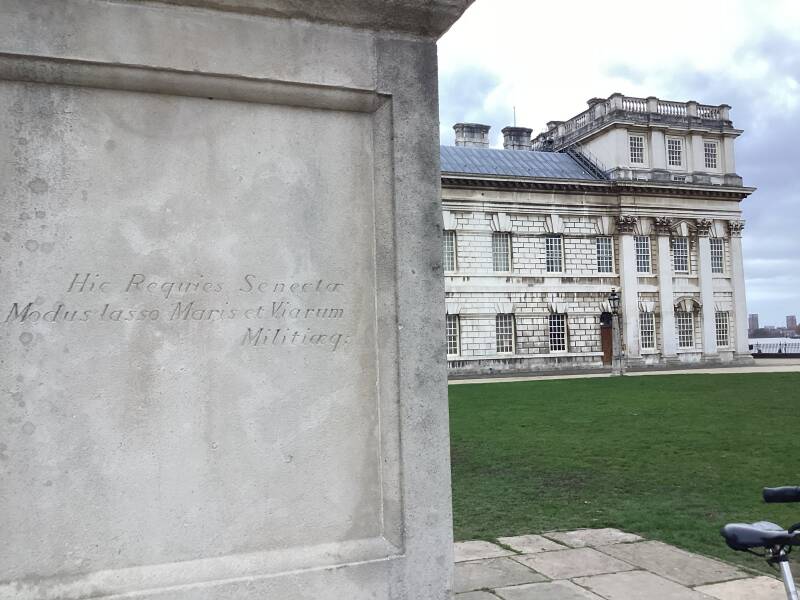 Hic Requies Senectæ
Modus lasso Maris et Viarum
Militiæq: